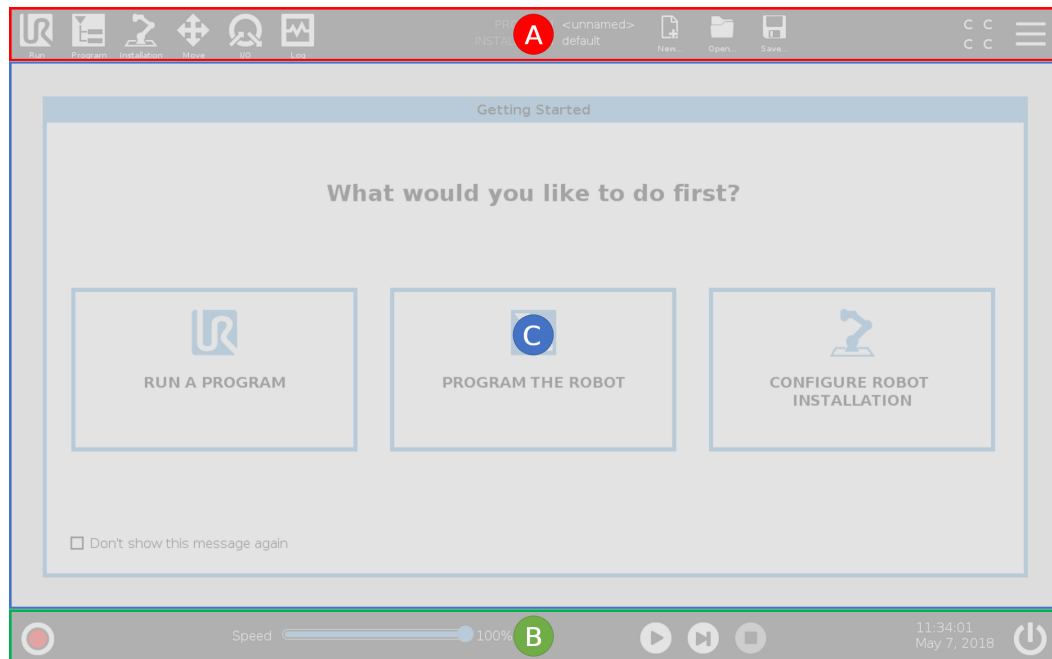 <unnamed>
default
A
C C
C C
Run
Program
Installation
Move
I/O
Log
New...
Open...
Save...
Getting Started
What would you like to do first?
C
RUN A PROGRAM
PROGRAM THE ROBOT
CONFIGURE ROBOT
INSTALLATION
Don't show this message again
Speed
100%
B
11:34:01
May 7, 2018